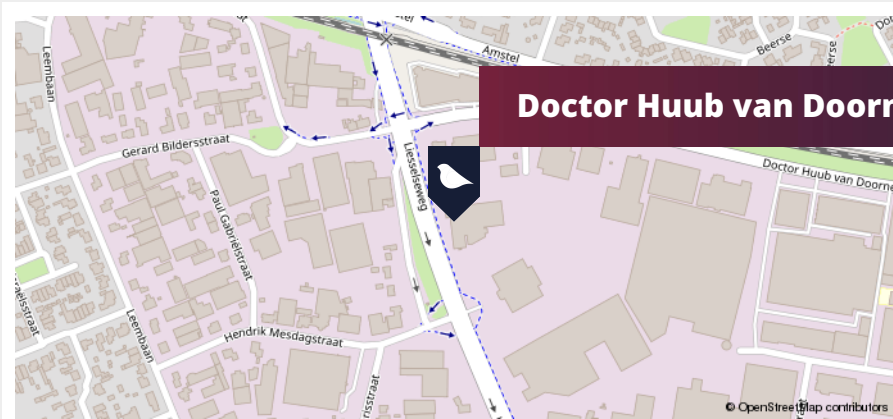 Amstel
Beerse
Leembaan
Doctor Huub van Doorn
Gerard Bildersstraat
Liesselseweg
Doctor Huub van Doorne
Paul Gabriëlstraat
Leembaan
Hendrik Mesdagstraat
© OpenStreetMap contributors